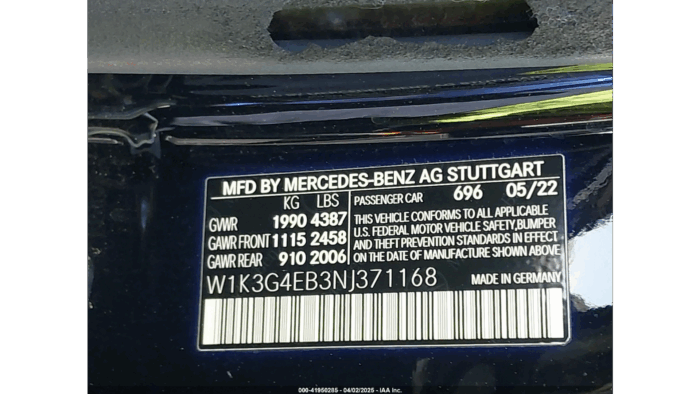 MFD BY MERCEDES-BENZ AG STUTTGART
KG LBS
GVWR 1990 4387
GAWR FRONT 1115 2458
GAWR REAR 910 2006
PASSENGER CAR 696 05/22
THIS VEHICLE CONFORMS TO ALL APPLICABLE
U.S. FEDERAL MOTOR VEHICLE SAFETY,BUMPER
AND THEFT PREVENTION STANDARDS IN EFFECT
ON THE DATE OF MANUFACTURE SHOWN ABOVE
W1K3G4EB3NJ371168 MADE IN GERMANY
000-41950285 - 04/02/2025 - IAA Inc.